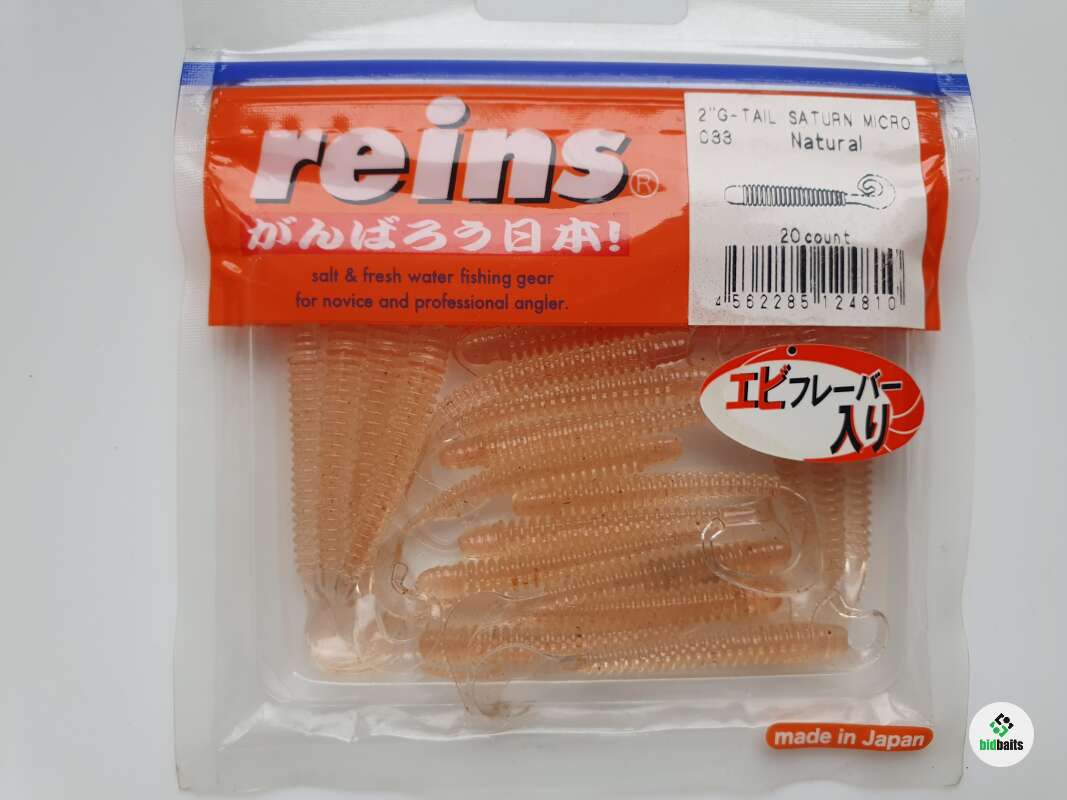 reins®
がんばろう日本!
salt & fresh water fishing gear
for novice and professional angler.
2"G-TAIL SATURN MICRO
C33 Natural
20 count
4 562285 124810
エビフレーバー
入り
made in Japan
bidbaits